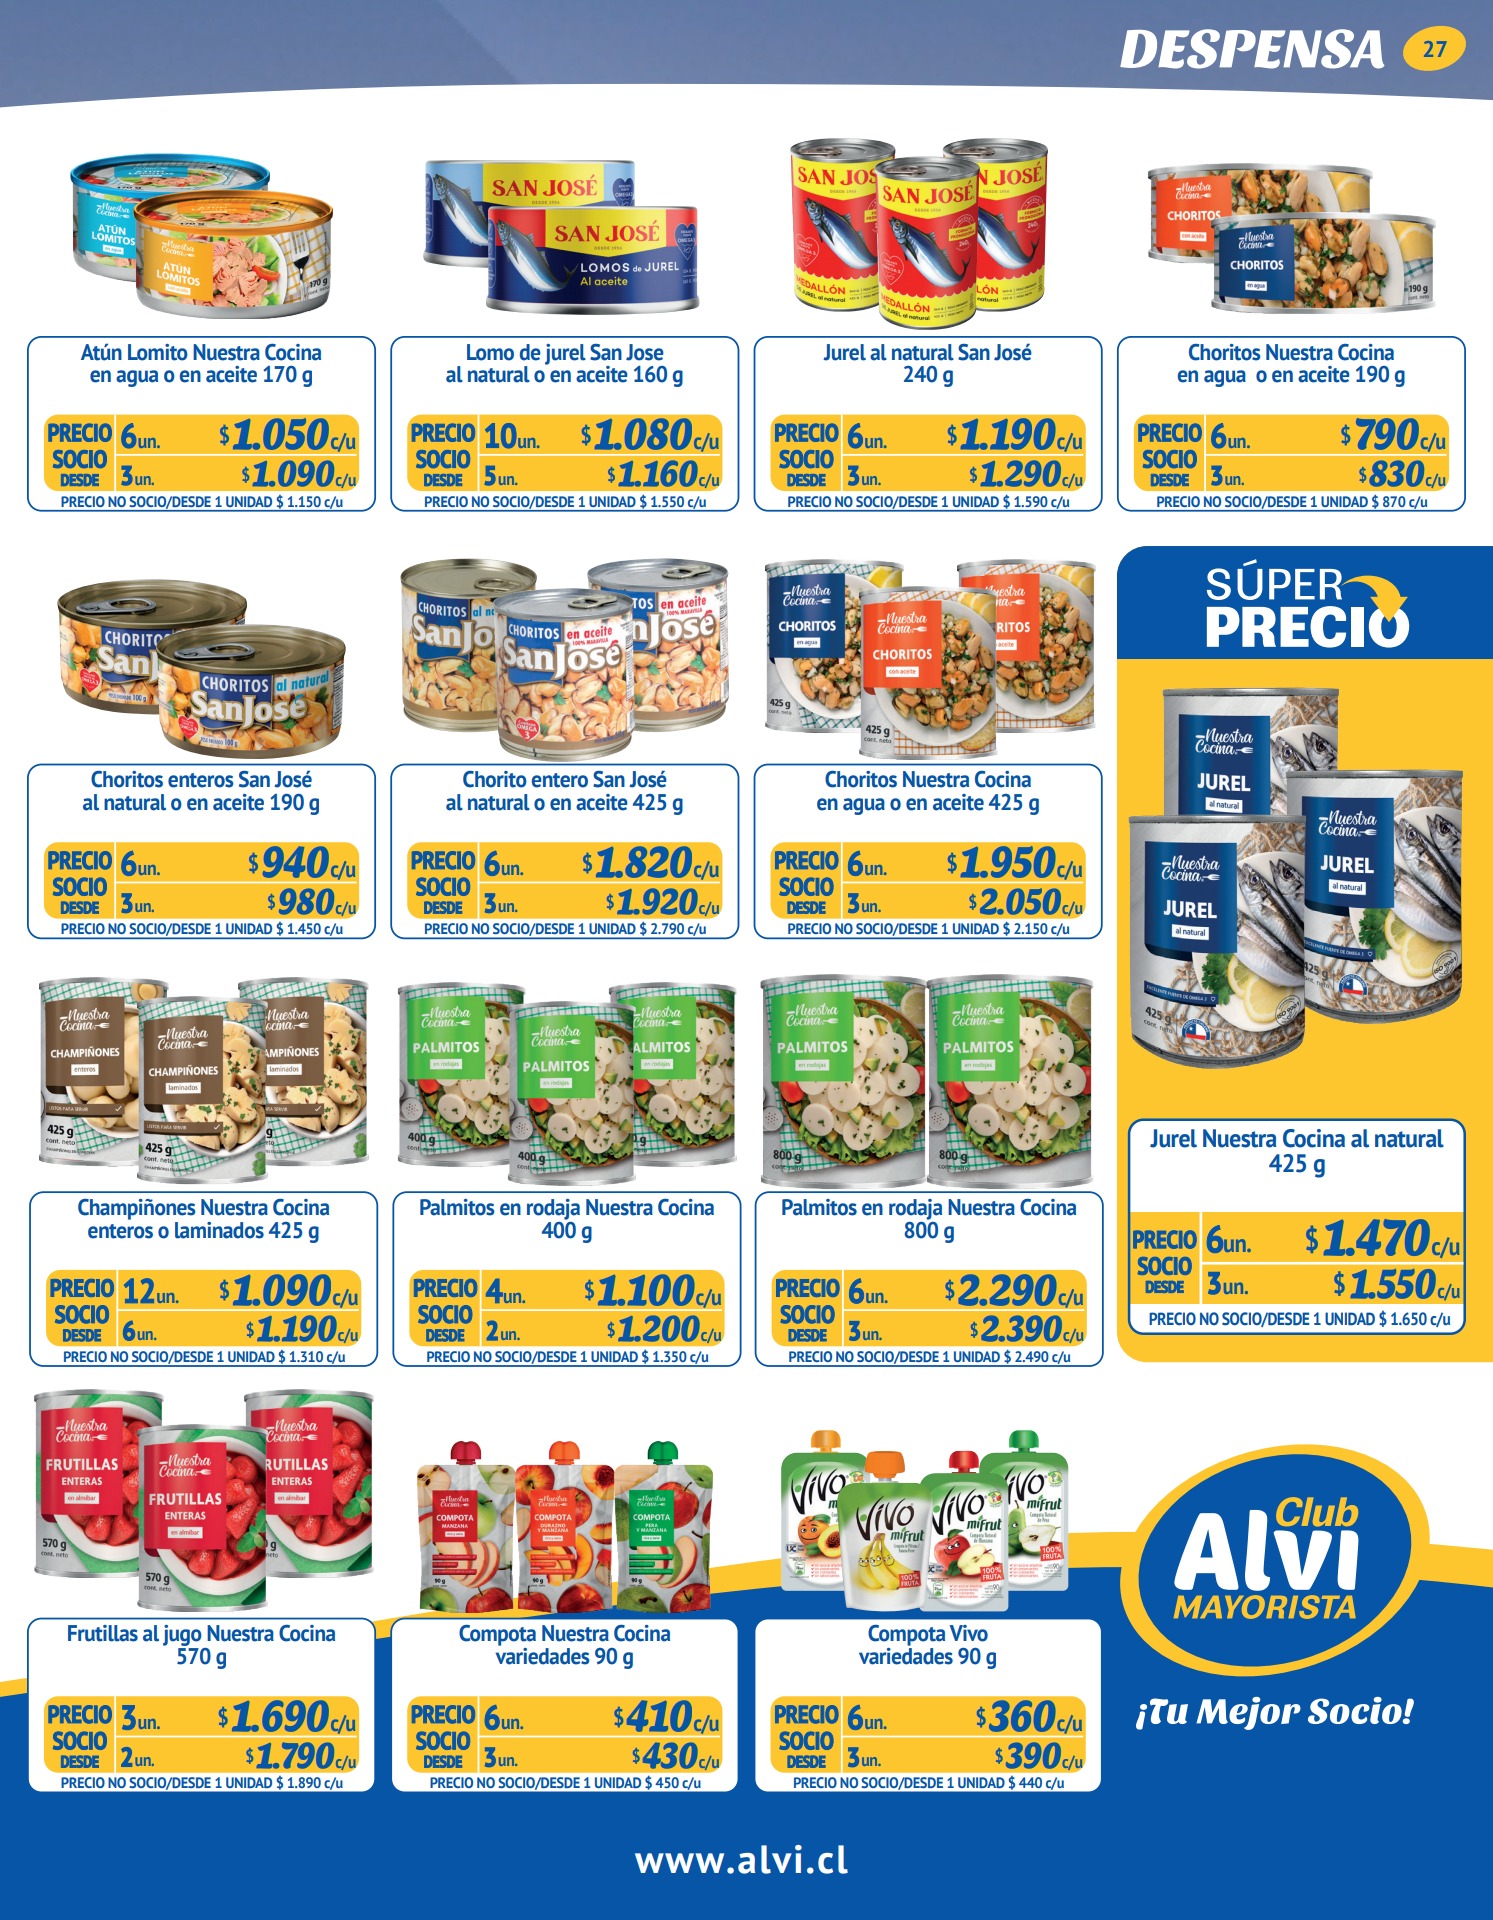 DESPENSA 27
Atún Lomito Nuestra Cocina
en agua o en aceite 170 g
PRECIO SOCIO DESDE
6un. $1.050c/u
3un. $1.090c/u
PRECIO NO SOCIO/DESDE 1 UNIDAD $ 1.150 c/u
Lomo de jurel San Jose
al natural o en aceite 160 g
PRECIO SOCIO DESDE
10un. $1.080c/u
5un. $1.160c/u
PRECIO NO SOCIO/DESDE 1 UNIDAD $ 1.550 c/u
Jurel al natural San José
240 g
PRECIO SOCIO DESDE
6un. $1.190c/u
3un. $1.290c/u
PRECIO NO SOCIO/DESDE 1 UNIDAD $ 1.590 c/u
Choritos Nuestra Cocina
en agua o en aceite 190 g
PRECIO SOCIO DESDE
6un. $790c/u
3un. $830c/u
PRECIO NO SOCIO/DESDE 1 UNIDAD $ 870 c/u
Choritos enteros San José
al natural o en aceite 190 g
PRECIO SOCIO DESDE
6un. $940c/u
3un. $980c/u
PRECIO NO SOCIO/DESDE 1 UNIDAD $ 1.450 c/u
Chorito entero San José
al natural o en aceite 425 g
PRECIO SOCIO DESDE
6un. $1.820c/u
3un. $1.920c/u
PRECIO NO SOCIO/DESDE 1 UNIDAD $ 2.790 c/u
Choritos Nuestra Cocina
en agua o en aceite 425 g
PRECIO SOCIO DESDE
6un. $1.950c/u
3un. $2.050c/u
PRECIO NO SOCIO/DESDE 1 UNIDAD $ 2.150 c/u
SÚPER
PRECIO
Jurel Nuestra Cocina al natural
425 g
PRECIO SOCIO DESDE
6un. $1.470c/u
3un. $1.550c/u
PRECIO NO SOCIO/DESDE 1 UNIDAD $ 1.650 c/u
Champiñones Nuestra Cocina
enteros o laminados 425 g
PRECIO SOCIO DESDE
12un. $1.090c/u
6un. $1.190c/u
PRECIO NO SOCIO/DESDE 1 UNIDAD $ 1.310 c/u
Palmitos en rodaja Nuestra Cocina
400 g
PRECIO SOCIO DESDE
4un. $1.100c/u
2un. $1.200c/u
PRECIO NO SOCIO/DESDE 1 UNIDAD $ 1.350 c/u
Palmitos en rodaja Nuestra Cocina
800 g
PRECIO SOCIO DESDE
6un. $2.290c/u
3un. $2.390c/u
PRECIO NO SOCIO/DESDE 1 UNIDAD $ 2.490 c/u
Frutillas al jugo Nuestra Cocina
570 g
PRECIO SOCIO DESDE
3un. $1.690c/u
2un. $1.790c/u
PRECIO NO SOCIO/DESDE 1 UNIDAD $ 1.890 c/u
Compota Nuestra Cocina
variedades 90 g
PRECIO SOCIO DESDE
6un. $410c/u
3un. $430c/u
PRECIO NO SOCIO/DESDE 1 UNIDAD $ 450 c/u
Compota Vivo
variedades 90 g
PRECIO SOCIO DESDE
6un. $360c/u
3un. $390c/u
PRECIO NO SOCIO/DESDE 1 UNIDAD $ 440 c/u
Club
Alvi
MAYORISTA
¡Tu Mejor Socio!
www.alvi.cl